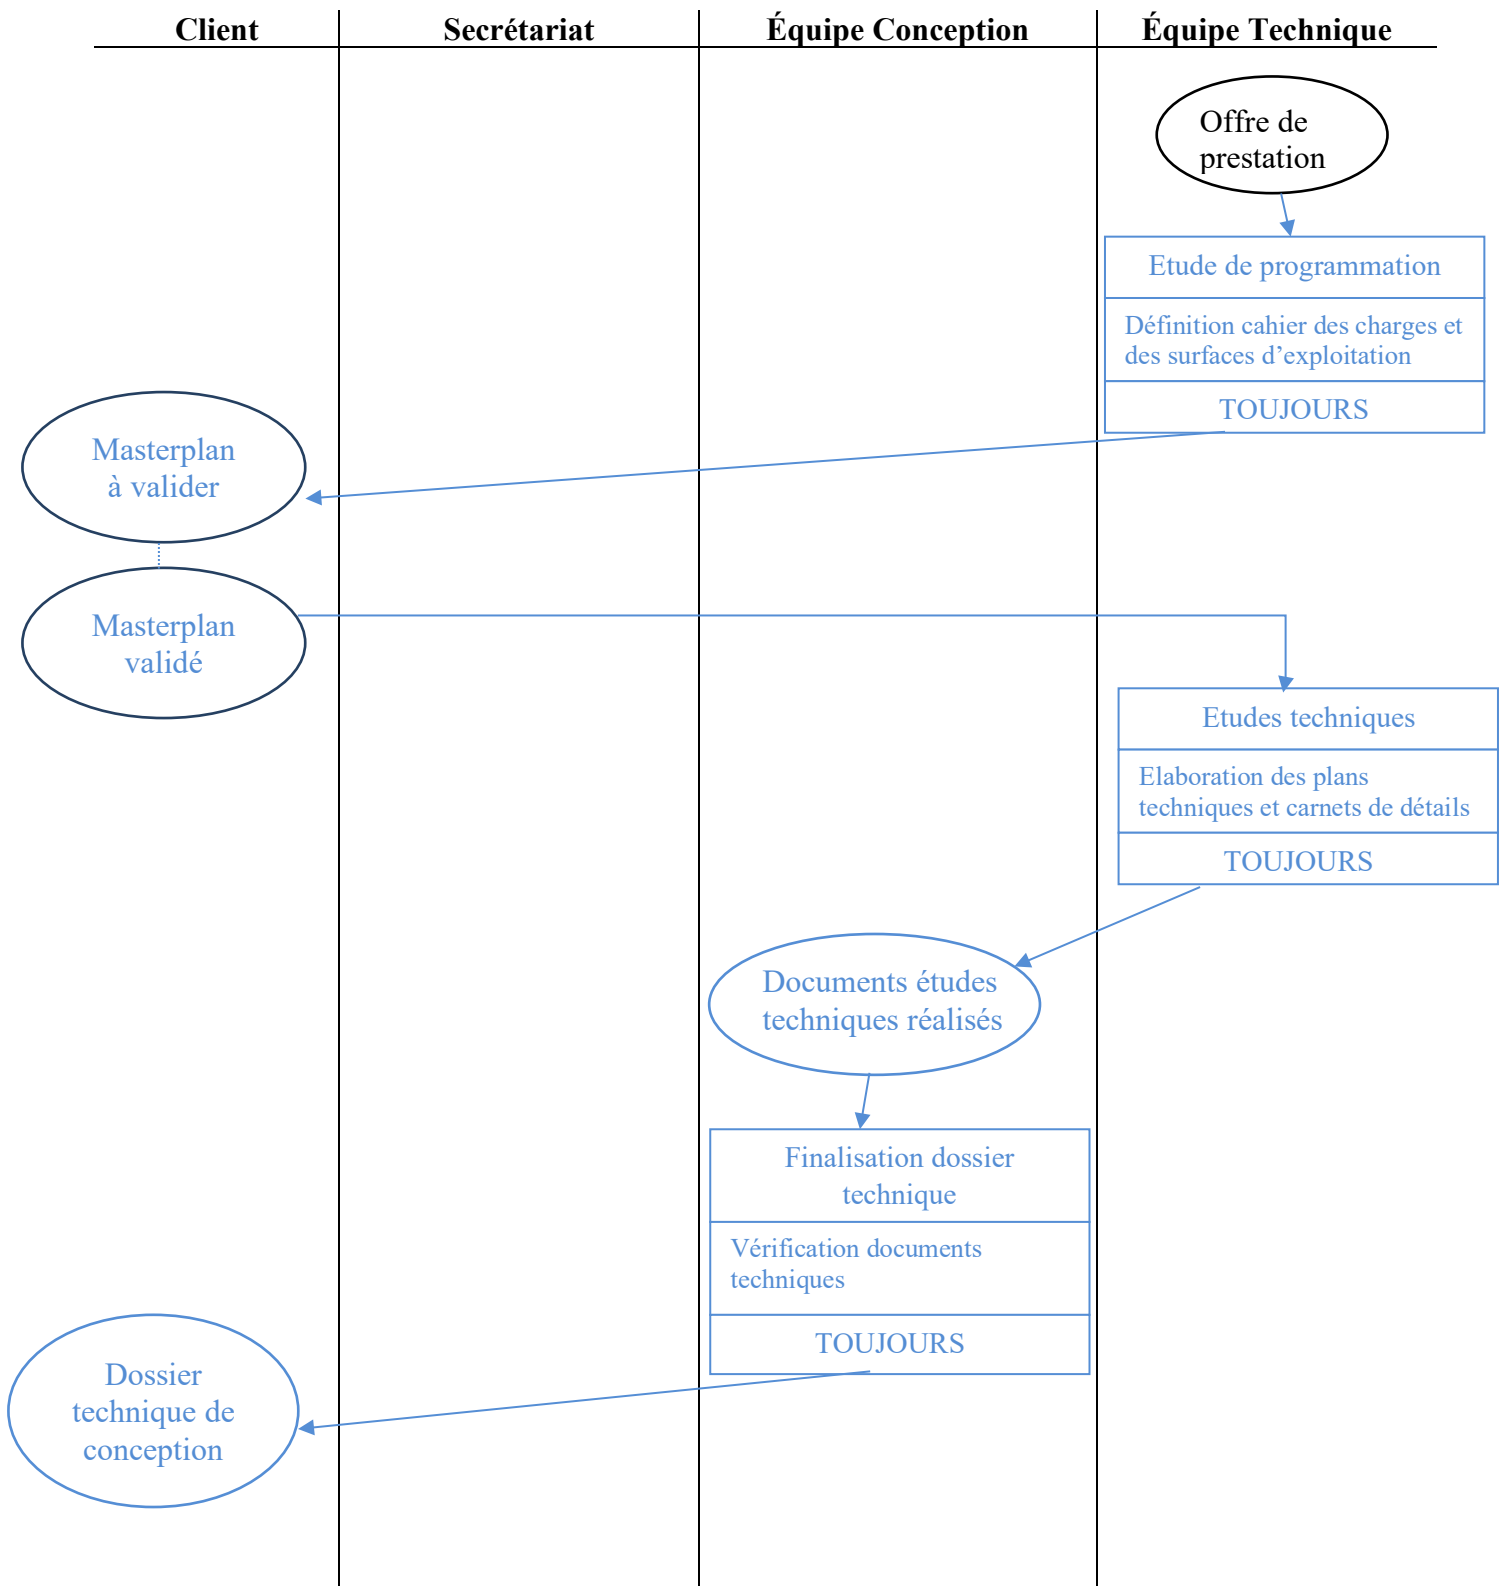 Client
Secrétariat
Équipe Conception
Équipe Technique
Offre de
prestation
Etude de programmation
Définition cahier des charges et
des surfaces d’exploitation
TOUJOURS
Masterplan
à valider
Masterplan
validé
Etudes techniques
Elaboration des plans
techniques et carnets de détails
TOUJOURS
Documents études
techniques réalisés
Finalisation dossier
technique
Vérification documents
techniques
TOUJOURS
Dossier
technique de
conception